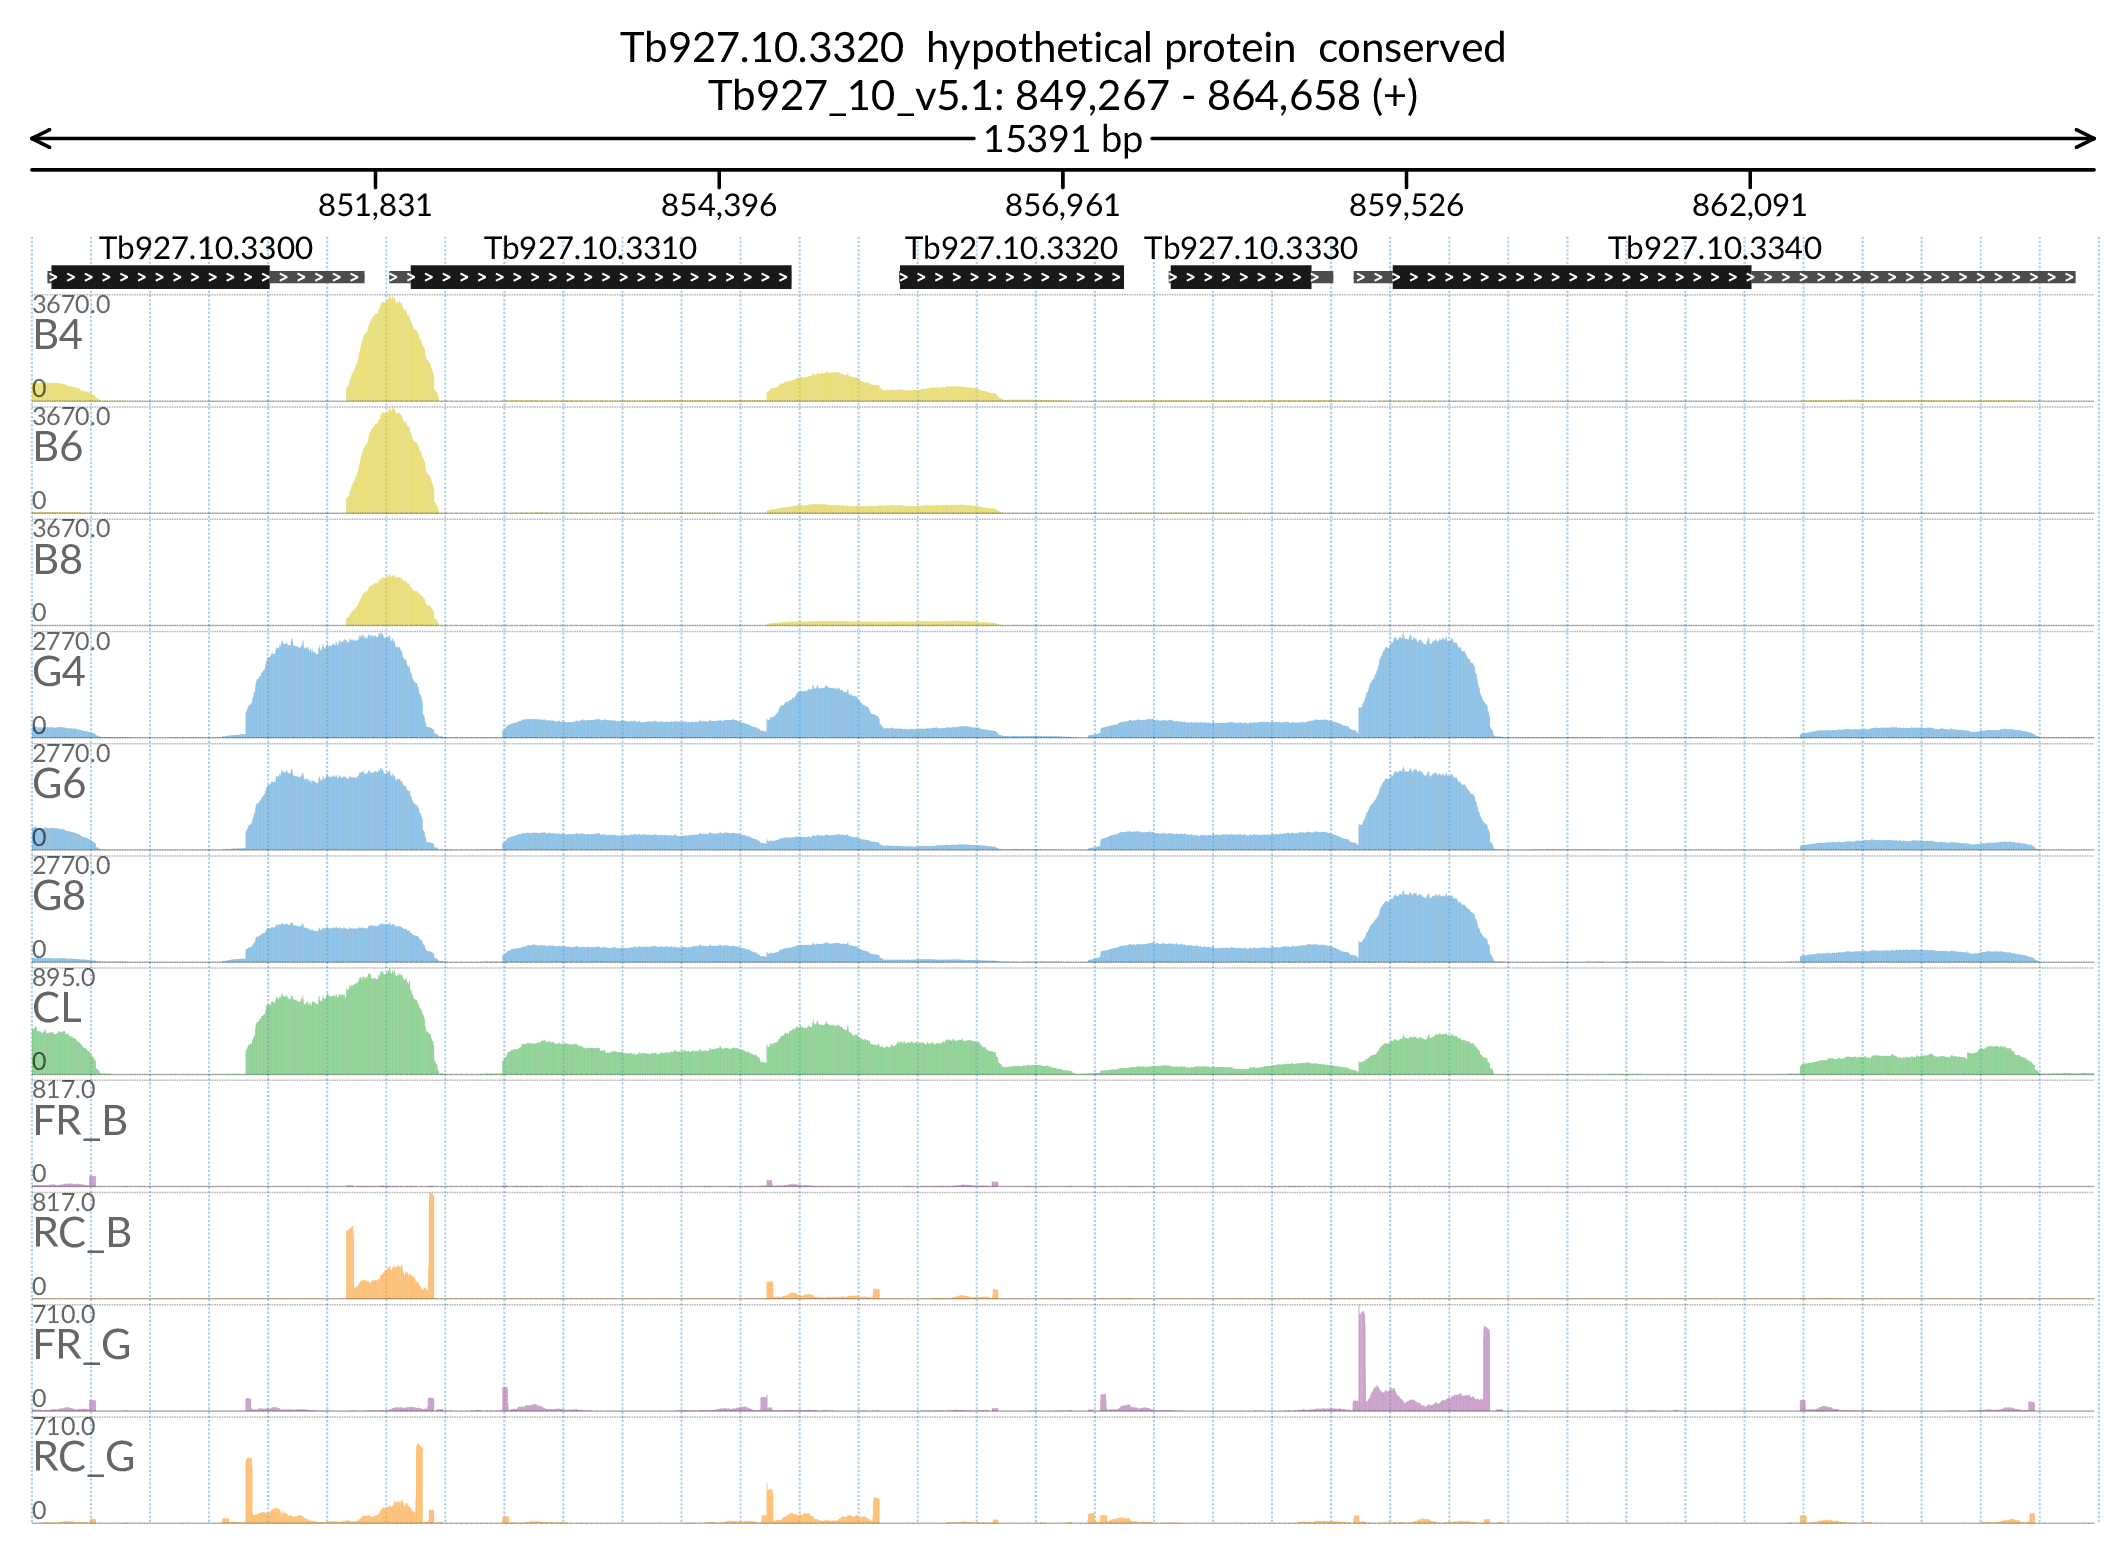 Tb927.10.3320  hypothetical protein  conserved
Tb927_10_v5.1: 849,267 - 864,658 (+)
15391 bp
851,831 854,396 856,961 859,526 862,091
Tb927.10.3300 Tb927.10.3310 Tb927.10.3320 Tb927.10.3330 Tb927.10.3340
3670.0
B4
0
3670.0
B6
0
3670.0
B8
0
2770.0
G4
0
2770.0
G6
0
2770.0
G8
0
895.0
CL
0
817.0
FR_B
0
817.0
RC_B
0
710.0
FR_G
0
710.0
RC_G
0